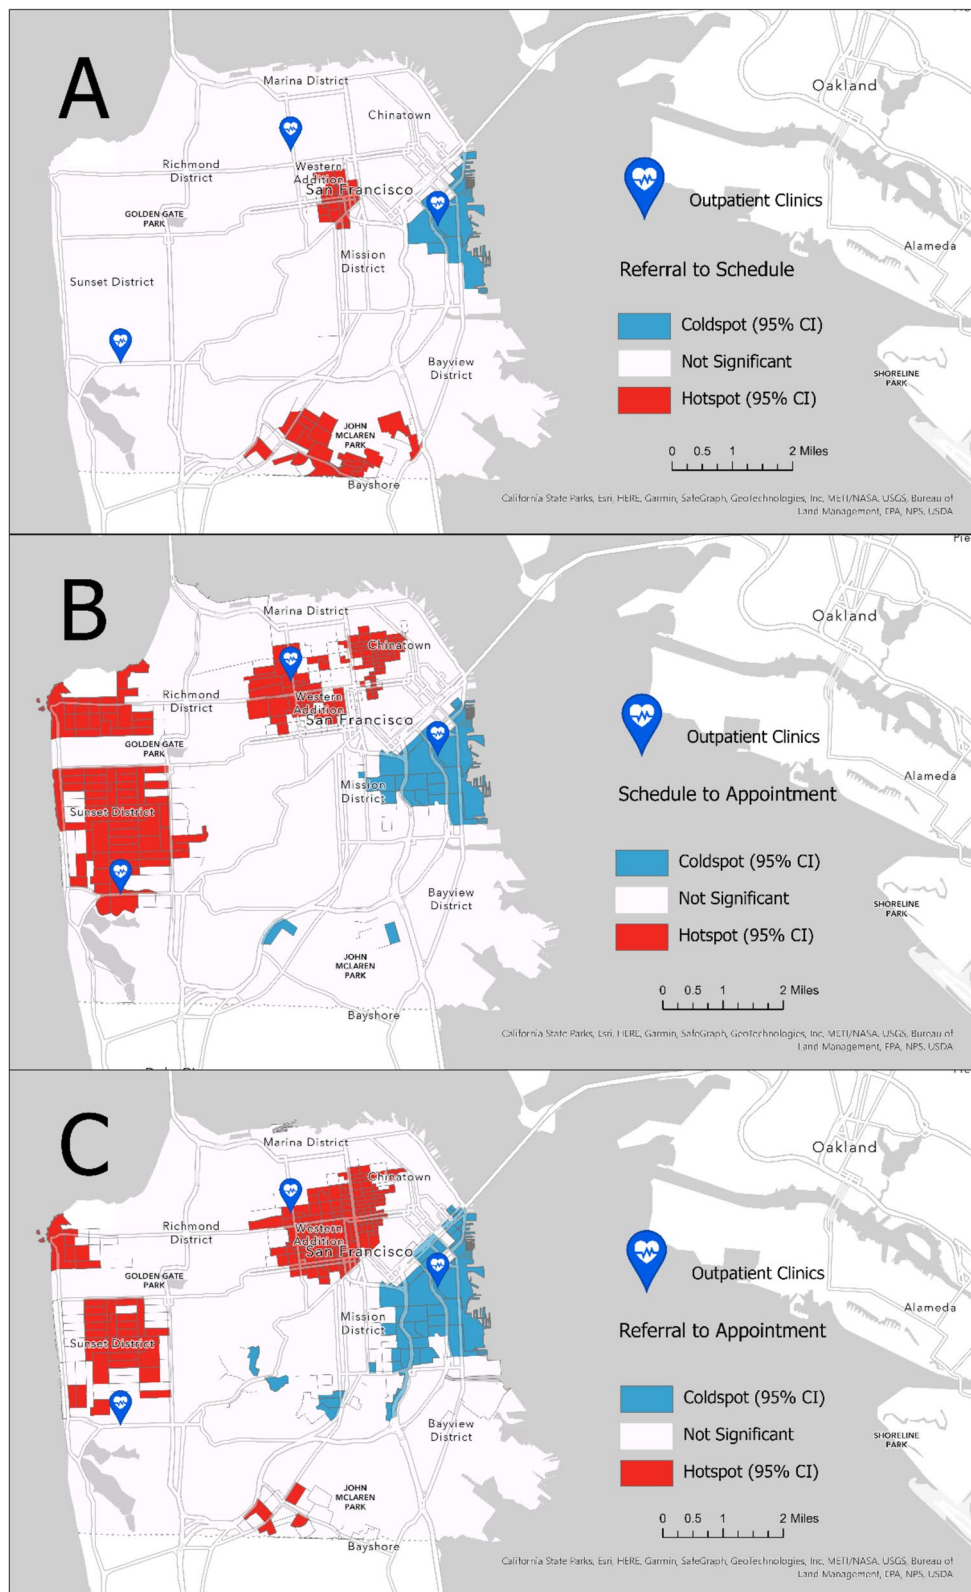 A
Marina District
Chinatown
Oakland
Richmond
District
Western
Addition
San Francisco
GOLDEN GATE
PARK
Outpatient Clinics
Mission
District
Alameda
Sunset District
Referral to Schedule
Coldspot (95% CI)
Not Significant
Hotspot (95% CI)
Bayview
District
SHORELINE
PARK
JOHN
MCLAREN
PARK
0 0.5 1 2 Miles
Bayshore
California State Parks, Esri, HERE, Garmin, SafeGraph, GeoTechnologies, Inc, METI/NASA, USGS, Bureau of
Land Management, EPA, NPS, USDA
B
Marina District
Chinatown
Oakland
Richmond
District
Western
Addition
San Francisco
GOLDEN GATE
PARK
Outpatient Clinics
Mission
District
Alameda
Sunset District
Schedule to Appointment
Coldspot (95% CI)
Not Significant
Hotspot (95% CI)
Bayview
District
SHORELINE
PARK
JOHN
MCLAREN
PARK
0 0.5 1 2 Miles
Bayshore
California State Parks, Esri, HERE, Garmin, SafeGraph, GeoTechnologies, Inc, METI/NASA, USGS, Bureau of
Land Management, EPA, NPS, USDA
C
Marina District
Chinatown
Oakland
Richmond
District
Western
Addition
San Francisco
GOLDEN GATE
PARK
Outpatient Clinics
Mission
District
Alameda
Sunset District
Referral to Appointment
Coldspot (95% CI)
Not Significant
Hotspot (95% CI)
Bayview
District
SHORELINE
PARK
JOHN
MCLAREN
PARK
0 0.5 1 2 Miles
Bayshore
California State Parks, Esri, HERE, Garmin, SafeGraph, GeoTechnologies, Inc, METI/NASA, USGS, Bureau of
Land Management, EPA, NPS, USDA